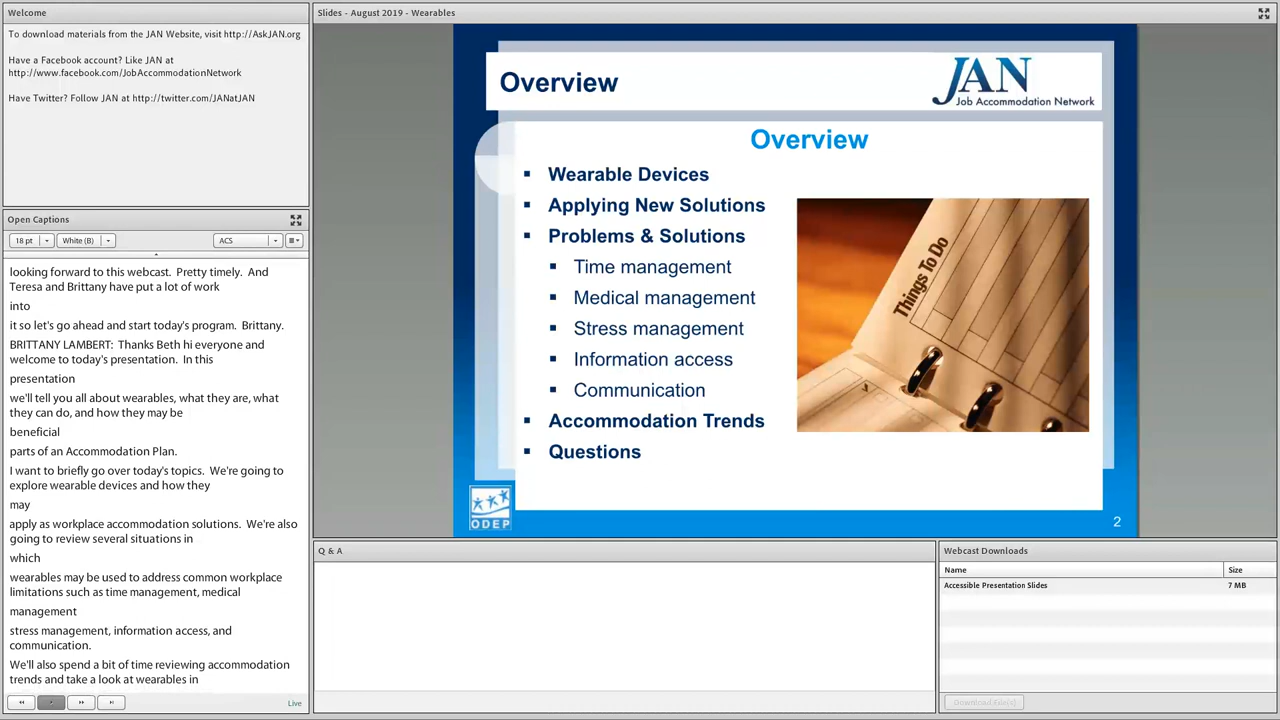 Welcome
To download materials from the JAN Website, visit http://AskJAN.org
Have a Facebook account? Like JAN at
http://www.facebook.com/JobAccommodationNetwork
Have Twitter? Follow JAN at http://twitter.com/JANatJAN
Open Captions
18 pt
White (B)
ACS
looking forward to this webcast. Pretty timely. And
Teresa and Brittany have put a lot of work
into
it so let's go ahead and start today's program. Brittany.
BRITTANY LAMBERT: Thanks Beth hi everyone and
welcome to today's presentation. In this
presentation
we'll tell you all about wearables, what they are, what
they can do, and how they may be
beneficial
parts of an Accommodation Plan.
I want to briefly go over today's topics. We're going to
explore wearable devices and how they
may
apply as workplace accommodation solutions. We're also
going to review several situations in
which
wearables may be used to address common workplace
limitations such as time management, medical
management
stress management, information access, and
communication.
We'll also spend a bit of time reviewing accommodation
trends and take a look at wearables in
Live
Slides - August 2019 - Wearables
Overview
JAN
Job Accommodation Network
Overview
Wearable Devices
Applying New Solutions
Problems & Solutions
Time management
Medical management
Stress management
Information access
Communication
Accommodation Trends
Questions
Things To Do
ODEP
2
Q & A
Webcast Downloads
Name Size
Accessible Presentation Slides 7 MB
Download File(s)